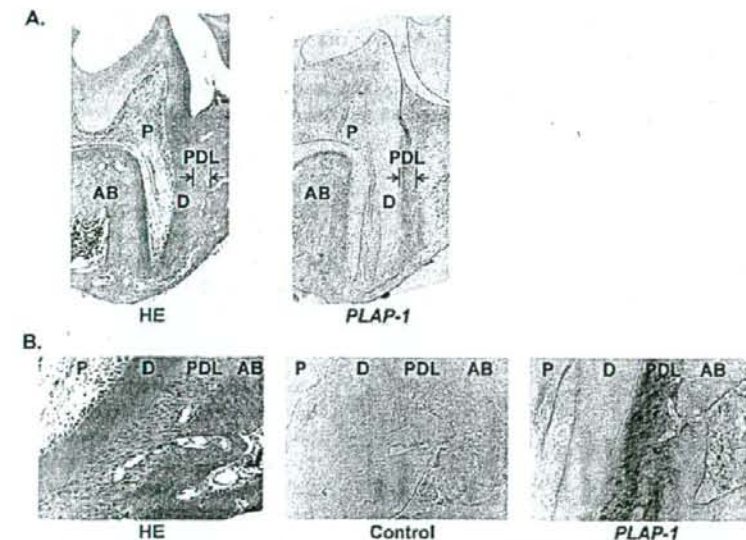 A.
P
PDL
AB
D
HE
P
PDL
AB
D
PLAP-1
B.
P D PDL AB
HE
P D PDL AB
Control
P D PDL AB
PLAP-1